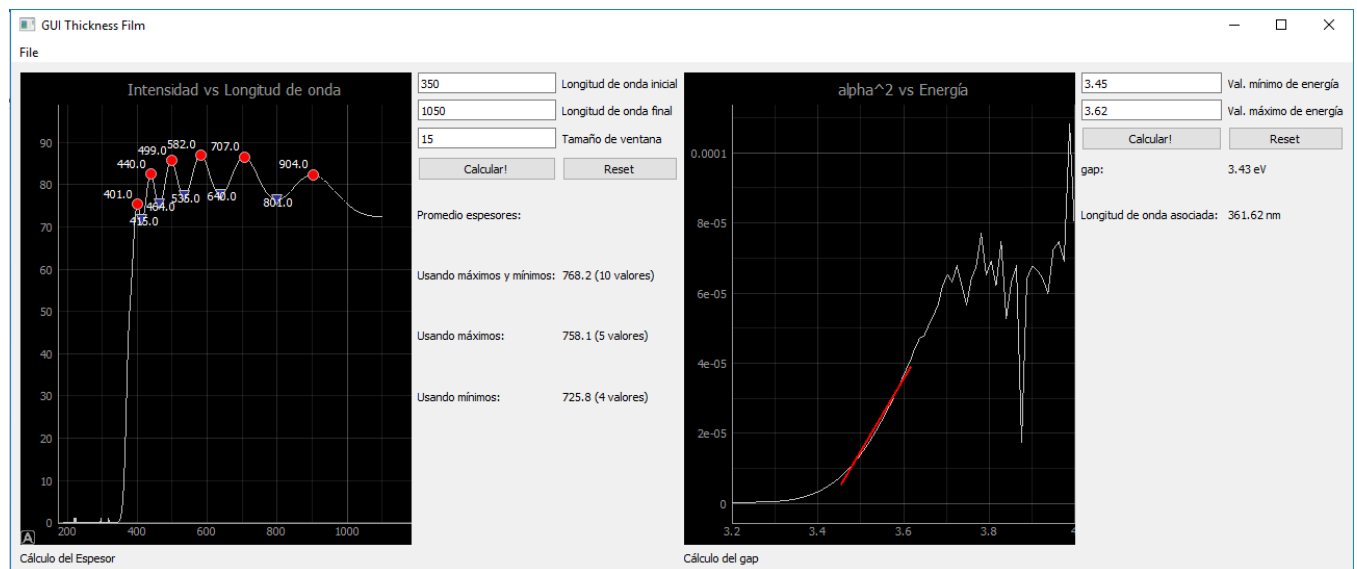 GUI Thickness Film
File
Intensidad vs Longitud de onda
90
80
70
60
50
40
30
20
10
0
200 400 600 800 1000
401.0
440.0
499.0
582.0
707.0
904.0
415.0
464.0
535.0
640.0
801.0
A
Cálculo del Espesor
350 Longitud de onda inicial
1050 Longitud de onda final
15 Tamaño de ventana
Calcular! Reset
Promedio espesores:
Usando máximos y mínimos: 768.2 (10 valores)
Usando máximos: 758.1 (5 valores)
Usando mínimos: 725.8 (4 valores)
alpha^2 vs Energía
0.0001
8e-05
6e-05
4e-05
2e-05
0
3.2 3.4 3.6 3.8 4
Cálculo del gap
3.45 Val. mínimo de energía
3.62 Val. máximo de energía
Calcular! Reset
gap: 3.43 eV
Longitud de onda asociada: 361.62 nm